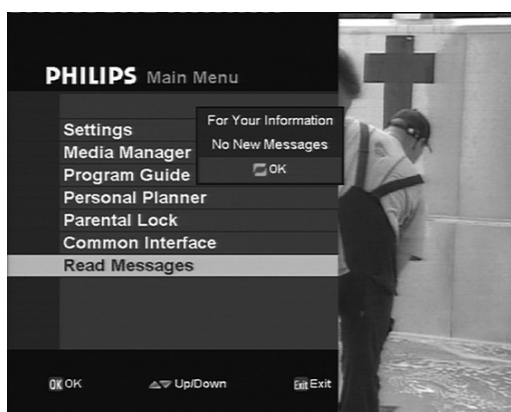 PHILIPS Main Menu
For Your Information
No New Messages
OK
Settings
Media Manager
Program Guide
Personal Planner
Parental Lock
Common Interface
Read Messages
OK OK
Up/Down
Exit Exit